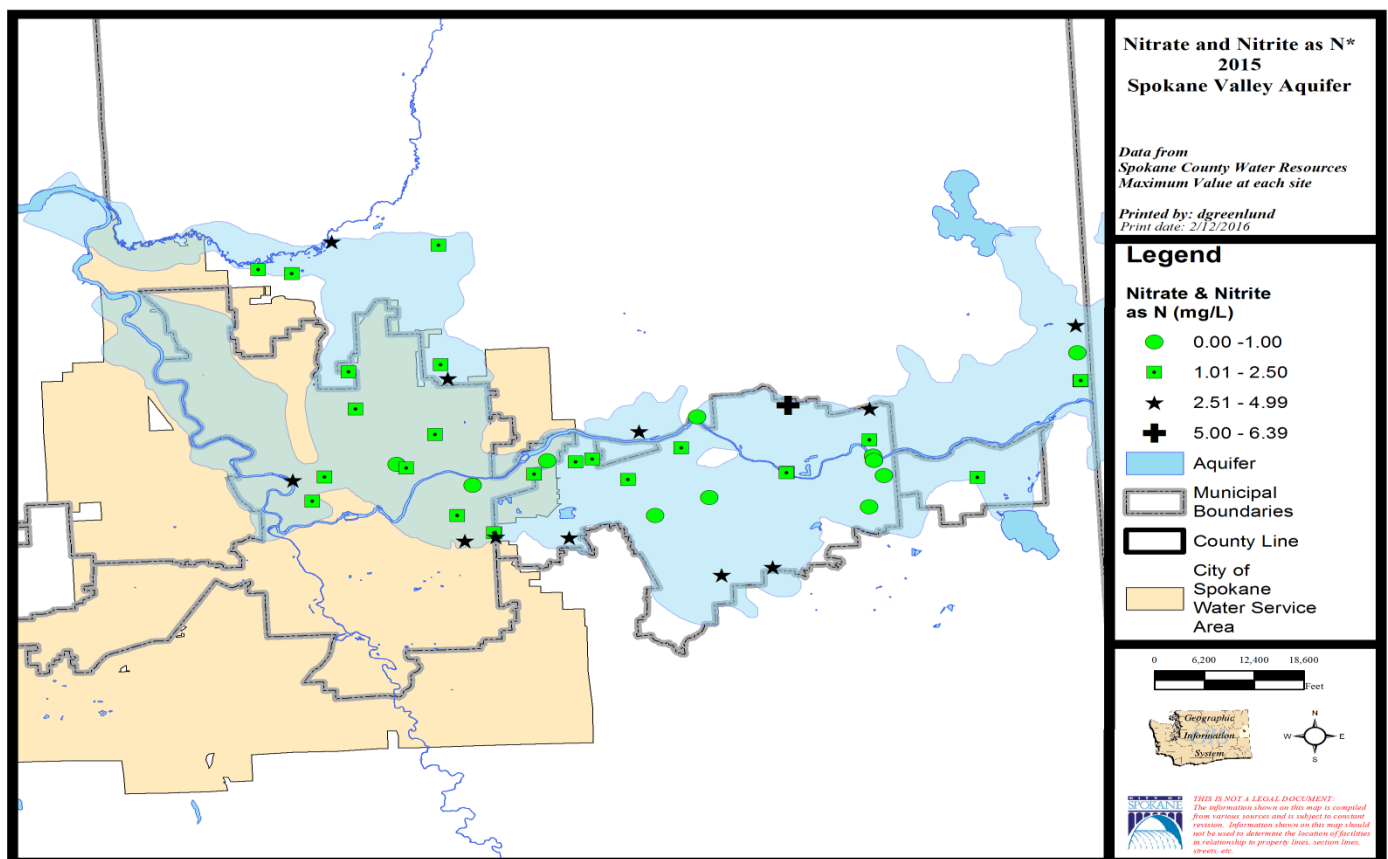 Nitrate and Nitrite as N*
2015
Spokane Valley Aquifer
Data from
Spokane County Water Resources
Maximum Value at each site
Printed by: dgreenlund
Print date: 2/12/2016
Legend
Nitrate & Nitrite
as N (mg/L)
0.00 -1.00
1.01 - 2.50
2.51 - 4.99
5.00 - 6.39
Aquifer
Municipal
Boundaries
County Line
City of
Spokane
Water Service
Area
0 6,200 12,400 18,600
Feet
Geographic
Information
System
N
W E
S
CITY OF
SPOKANE
THIS IS NOT A LEGAL DOCUMENT:
The information shown on this map is compiled
from various sources and is subject to constant
revision. Information shown on this map should
not be used to determine the location of facilities
in relationship to property lines, section lines,
streets, etc.